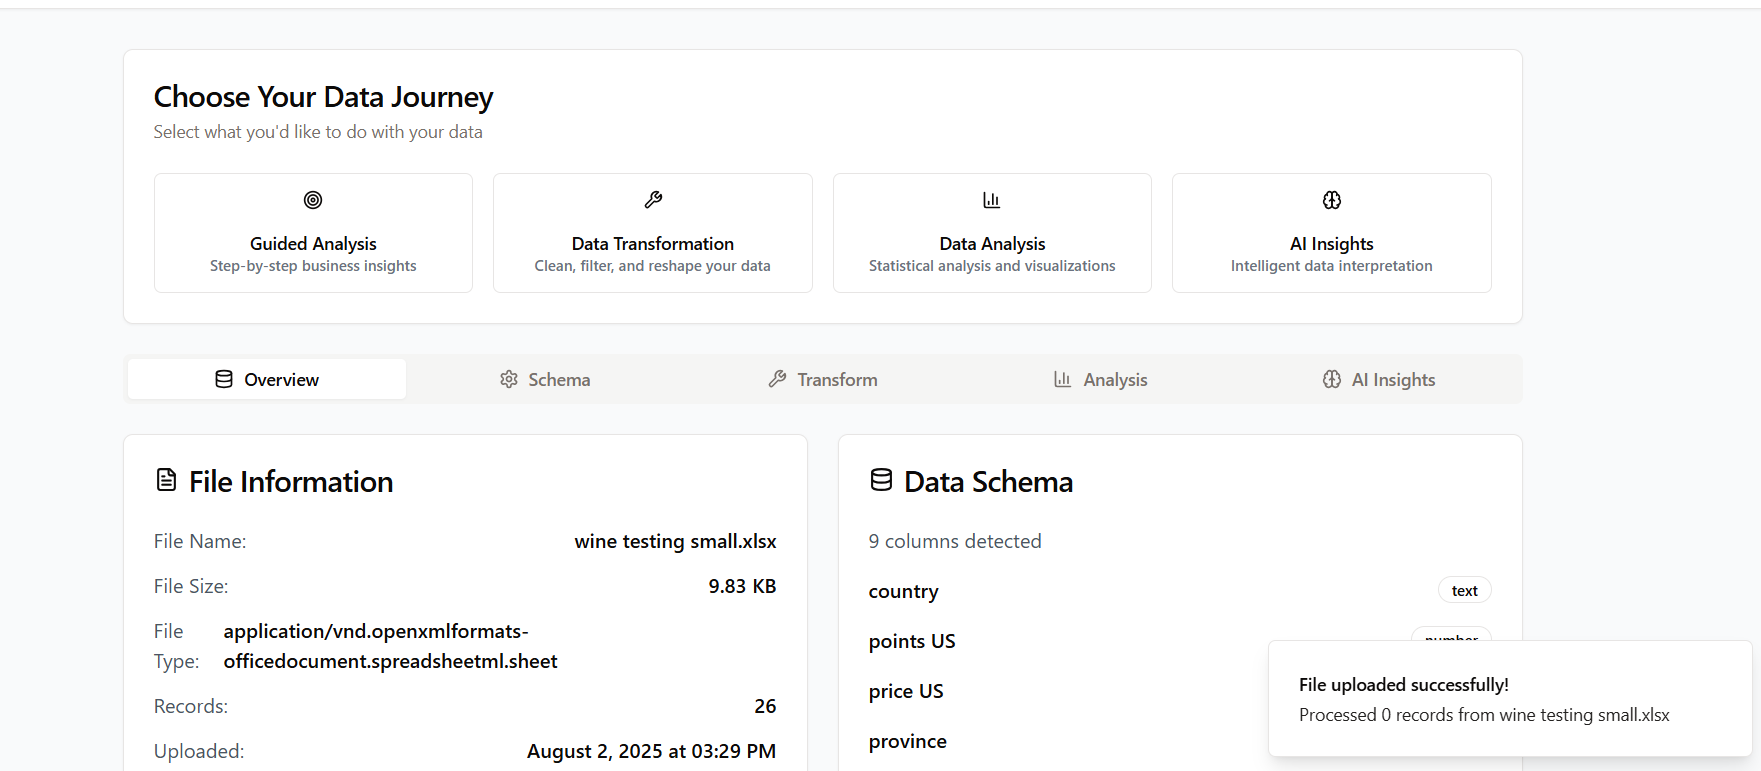 Choose Your Data Journey
Select what you'd like to do with your data
Guided Analysis
Step-by-step business insights
Data Transformation
Clean, filter, and reshape your data
Data Analysis
Statistical analysis and visualizations
AI Insights
Intelligent data interpretation
Overview
Schema
Transform
Analysis
AI Insights
File Information
File Name:
wine testing small.xlsx
File Size:
9.83 KB
File
Type:
application/vnd.openxmlformats-
officedocument.spreadsheetml.sheet
Records:
26
Uploaded:
August 2, 2025 at 03:29 PM
Data Schema
9 columns detected
country
text
points US
number
price US
province
File uploaded successfully!
Processed 0 records from wine testing small.xlsx